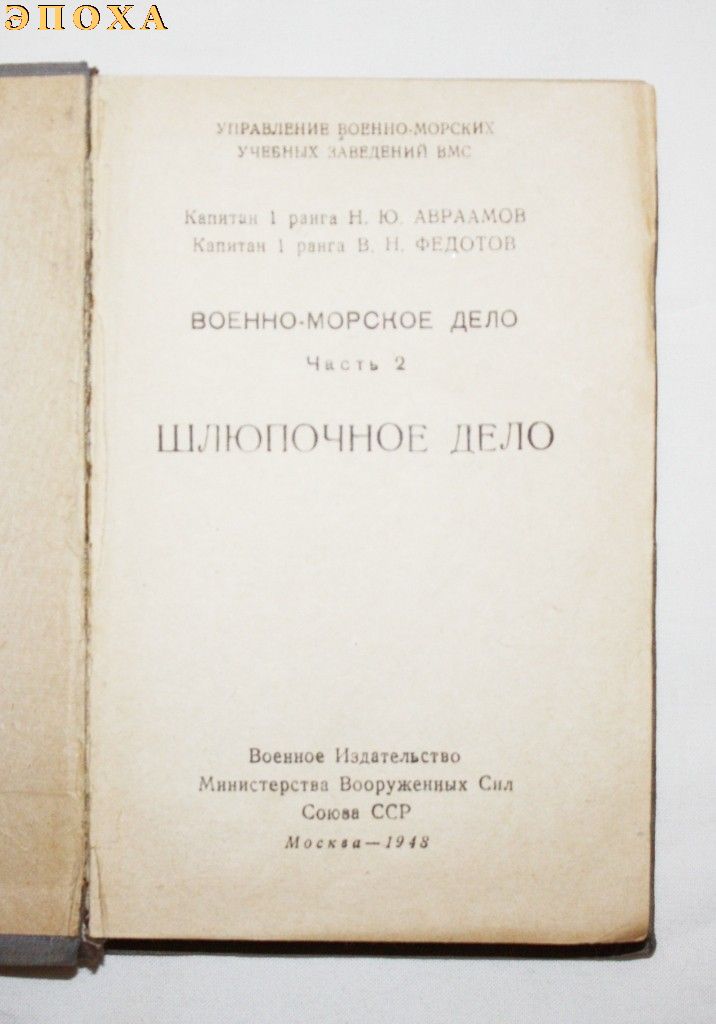 ЭПОХА
УПРАВЛЕНИЕ ВОЕННО-МОРСКИХ
УЧЕБНЫХ ЗАВЕДЕНИЙ ВМС
Капитан 1 ранга Н. Ю. АВРААМОВ
Капитан 1 ранга В. Н. ФЕДОТОВ
ВОЕННО-МОРСКОЕ ДЕЛО
Часть 2
ШЛЮПОЧНОЕ ДЕЛО
Военное Издательство
Министерства Вооруженных Сил
Союза ССР
Москва—1948